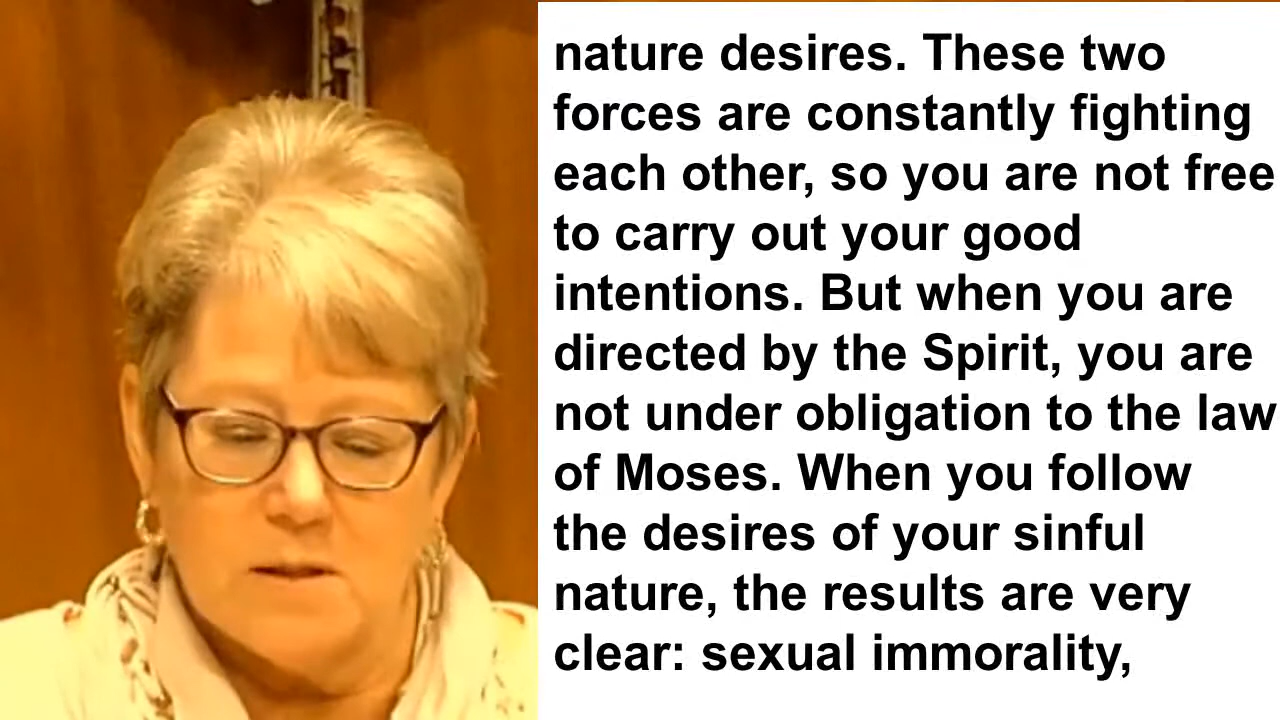 nature desires. These two
forces are constantly fighting
each other, so you are not free
to carry out your good
intentions. But when you are
directed by the Spirit, you are
not under obligation to the law
of Moses. When you follow
the desires of your sinful
nature, the results are very
clear: sexual immorality,